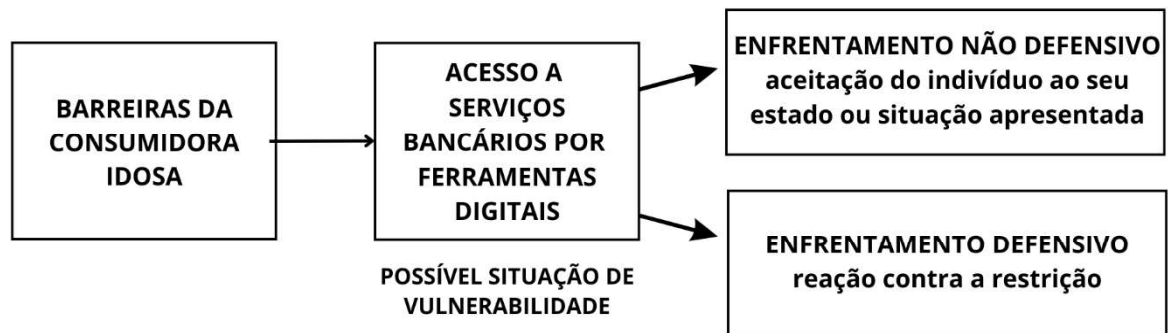 BARREIRAS DA
CONSUMIDORA
IDOSA
ACESSO A
SERVIÇOS
BANCÁRIOS POR
FERRAMENTAS
DIGITAIS
POSSÍVEL SITUAÇÃO DE
VULNERABILIDADE
ENFRENTAMENTO NÃO DEFENSIVO
aceitação do indivíduo ao seu
estado ou situação apresentada
ENFRENTAMENTO DEFENSIVO
reação contra a restrição